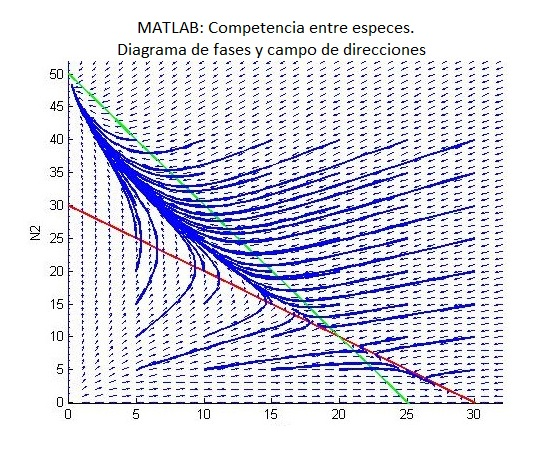 MATLAB: Competencia entre especes.
Diagrama de fases y campo de direcciones
50
45
40
35
30
25
20
15
10
5
0
N2
0 5 10 15 20 25 30